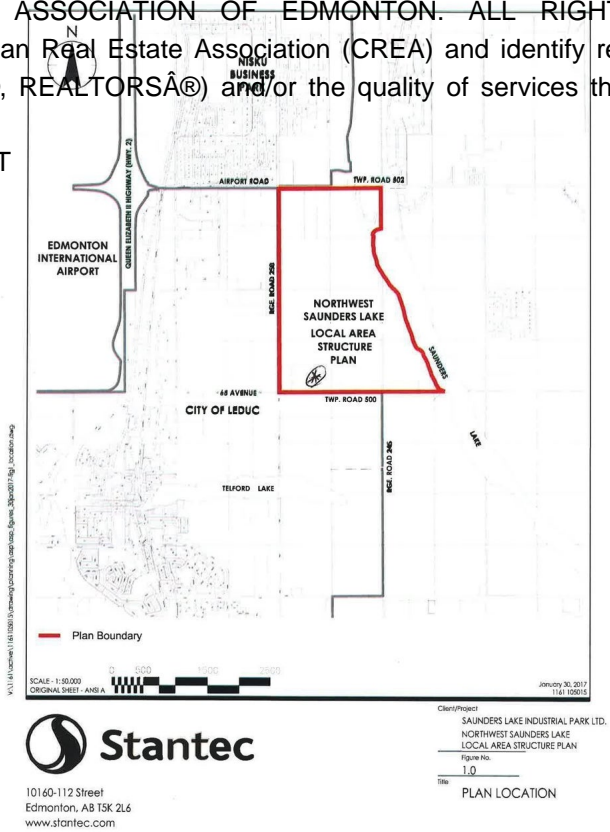 ASSOCIATION OF EDMONTON. ALL RIGHT
an Real Estate Association (CREA) and identify re
, REALTORSÂ®) and/or the quality of services th
T
N
NISKU
BUSINESS
PARK
AIRPORT ROAD
TWP. ROAD 502
QUEEN ELIZABETH II HIGHWAY (HWY. 2)
EDMONTON
INTERNATIONAL
AIRPORT
RGE. ROAD 250
NORTHWEST
SAUNDERS LAKE
LOCAL AREA
STRUCTURE
PLAN
SAUNDERS
LAKE
65 AVENUE
CITY OF LEDUC
TWP. ROAD 500
RGE. ROAD 245
TELFORD LAKE
Plan Boundary
0 500 1500 2500
SCALE - 1:50,000
ORIGINAL SHEET - ANSI A
January 30, 2017
1161 105015
Stantec
10160-112 Street
Edmonton, AB T5K 2L6
www.stantec.com
Client/Project
SAUNDERS LAKE INDUSTRIAL PARK LTD.
NORTHWEST SAUNDERS LAKE
LOCAL AREA STRUCTURE PLAN
Figure No.
1.0
Title
PLAN LOCATION